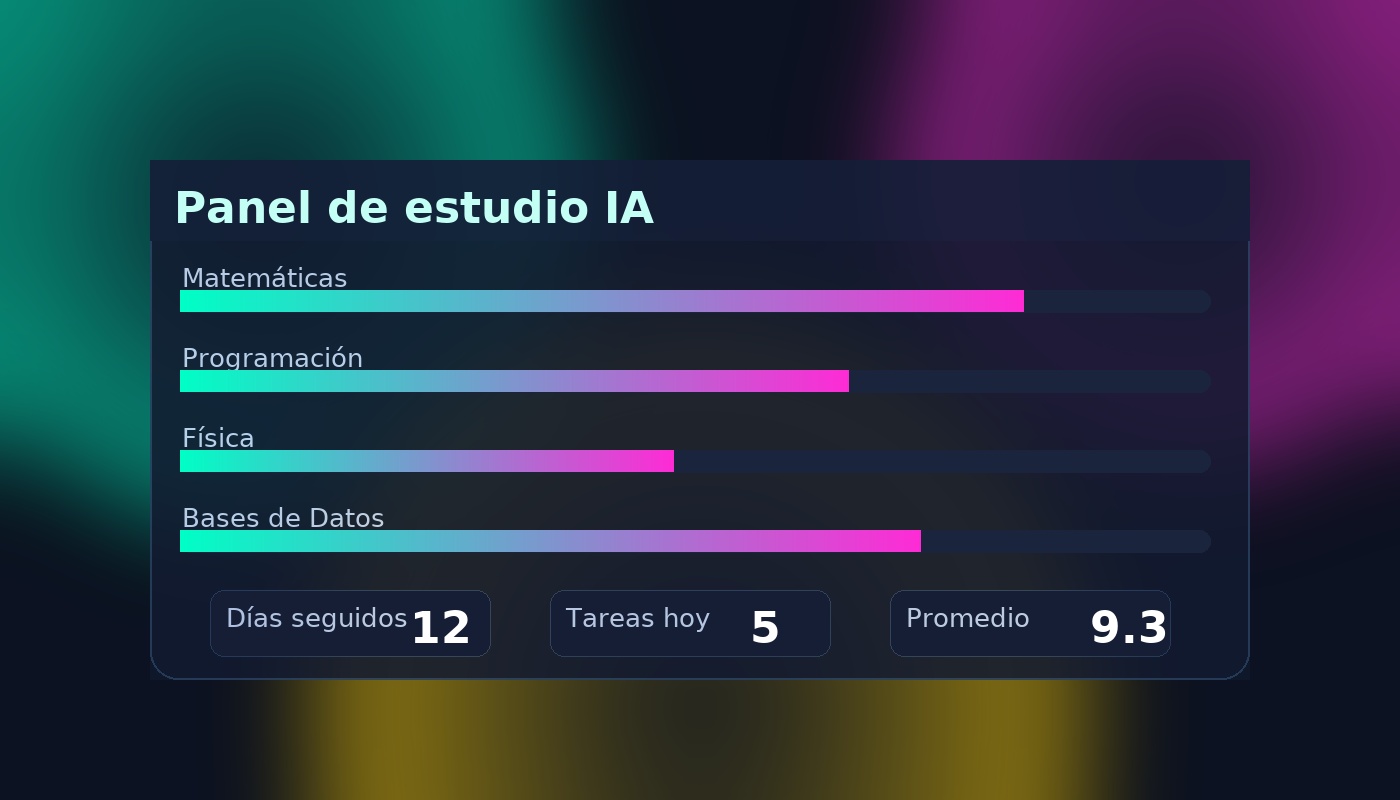 Panel de estudio IA
Matemáticas
Programación
Física
Bases de Datos
Días seguidos 12
Tareas hoy 5
Promedio 9.3